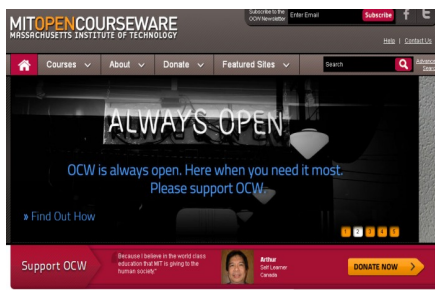 MITOPENCOURSEWARE
MASSACHUSETTS INSTITUTE OF TECHNOLOGY
Subscribe to the
OCW Newsletter
Enter Email
Subscribe
Help | Contact Us
Courses
About
Donate
Featured Sites
Search
Advanced
Search
ALWAYS OPEN
OCW is always open. Here when you need it most.
Please support OCW.
» Find Out How
1 2 3 4 5
Support OCW
"Because I believe in the world class
education that MIT is giving to the
human society."
Arthur
Self Learner
Canada
DONATE NOW